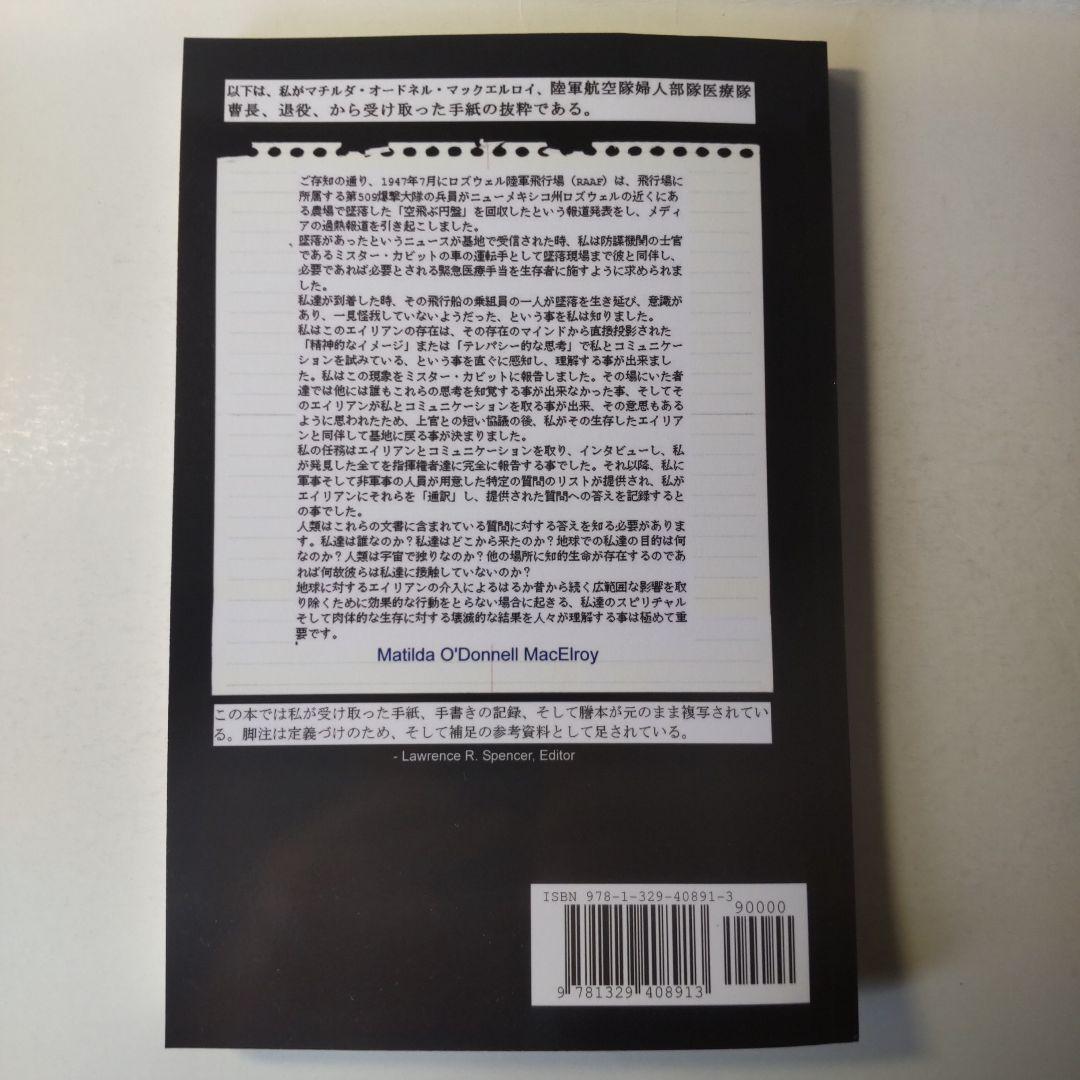 以下は、私がマチルダ・オードネル・マックエルロイ、陸軍航空隊婦人部隊医療隊
曹長、退役、から受け取った手紙の抜粋である。
ご存知の通り、1947年7月にロズウェル陸軍飛行場（RAAF）は、飛行場に
所属する第509爆撃大隊の兵員がニューメキシコ州ロズウェルの近くにあ
る農場で墜落した「空飛ぶ円盤」を回収したという報道発表をし、メディ
アの過熱報道を引き起こしました。
、墜落があったというニュースが基地で受信された時、私は防諜機関の士官
であるミスター・カビットの車の運転手として墜落現場まで彼と同伴し、
必要であれば必要とされる緊急医療手当を生存者に施すように求められま
した。
私達が到着した時、その飛行船の乗組員の一人が墜落を生き延び、意識が
あり、一見怪我していないようだった、という事を私は知りました。
私はこのエイリアンの存在は、その存在のマインドから直接投影された
「精神的なイメージ」または「テレパシー的な思考」で私とコミュニケー
ションを試みている、という事を直ぐに感知し、理解する事が出来まし
た。私はこの現象をミスター・カビットに報告しました。その場にいた者
達では他には誰もこれらの思考を知覚する事が出来なかった事、そしてそ
のエイリアンが私とコミュニケーションを取る事が出来、その意思もある
ように思われたため、上官との短い協議の後、私がその生存したエイリア
ンと同伴して基地に戻る事が決まりました。
私の任務はエイリアンとコミュニケーションを取り、インタビューし、私
が発見した全てを指揮権者達に完全に報告する事でした。それ以降、私に
軍事そして非軍事の人員が用意した特定の質問のリストが提供され、私が
エイリアンにそれらを「通訳」し、提供された質問への答えを記録すると
の事でした。
人類はこれらの文書に含まれている質問に対する答えを知る必要がありま
す。私達は誰なのか？私達はどこから来たのか？地球での私達の目的は何
なのか？人類は宇宙で独りなのか？他の場所に知的生命が存在するのであ
れば何故彼らは私達に接触していないのか？
地球に対するエイリアンの介入によるはるか昔から続く広範囲な影響を取
り除くために効果的な行動をとらない場合に起きる、私達のスピリチャル
そして肉体的な生存に対する壊滅的な結果を人々が理解する事は極めて重
要です。
Matilda O'Donnell MacElroy
この本では私が受け取った手紙、手書きの記録、そして謄本が元のまま複写されてい
る。脚注は定義づけのため、そして補足の参考資料として足されている。
- Lawrence R. Spencer, Editor
ISBN 978-1-329-40891-3
90000
9 781329 408913